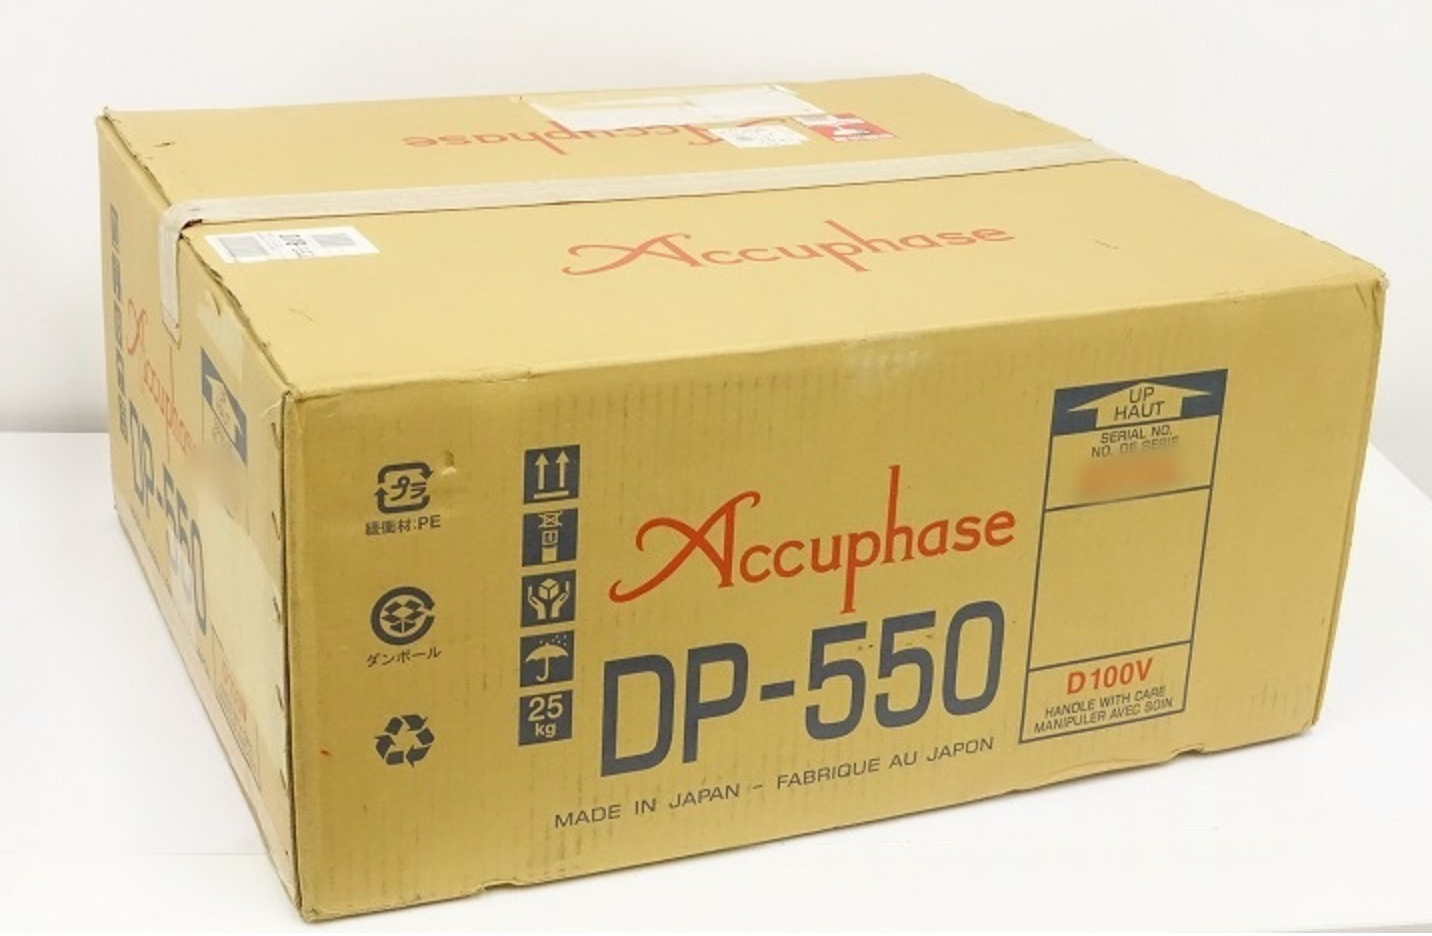 Accuphase
Accuphase
Accuphase
DP-550
プラ
緩衝材:PE
ダンボール
25
kg
Accuphase
DP-550
MADE IN JAPAN - FABRIQUE AU JAPON
UP
HAUT
SERIAL NO.
NO. DE SERIE
D100V
HANDLE WITH CARE
MANIPULER AVEC SOIN